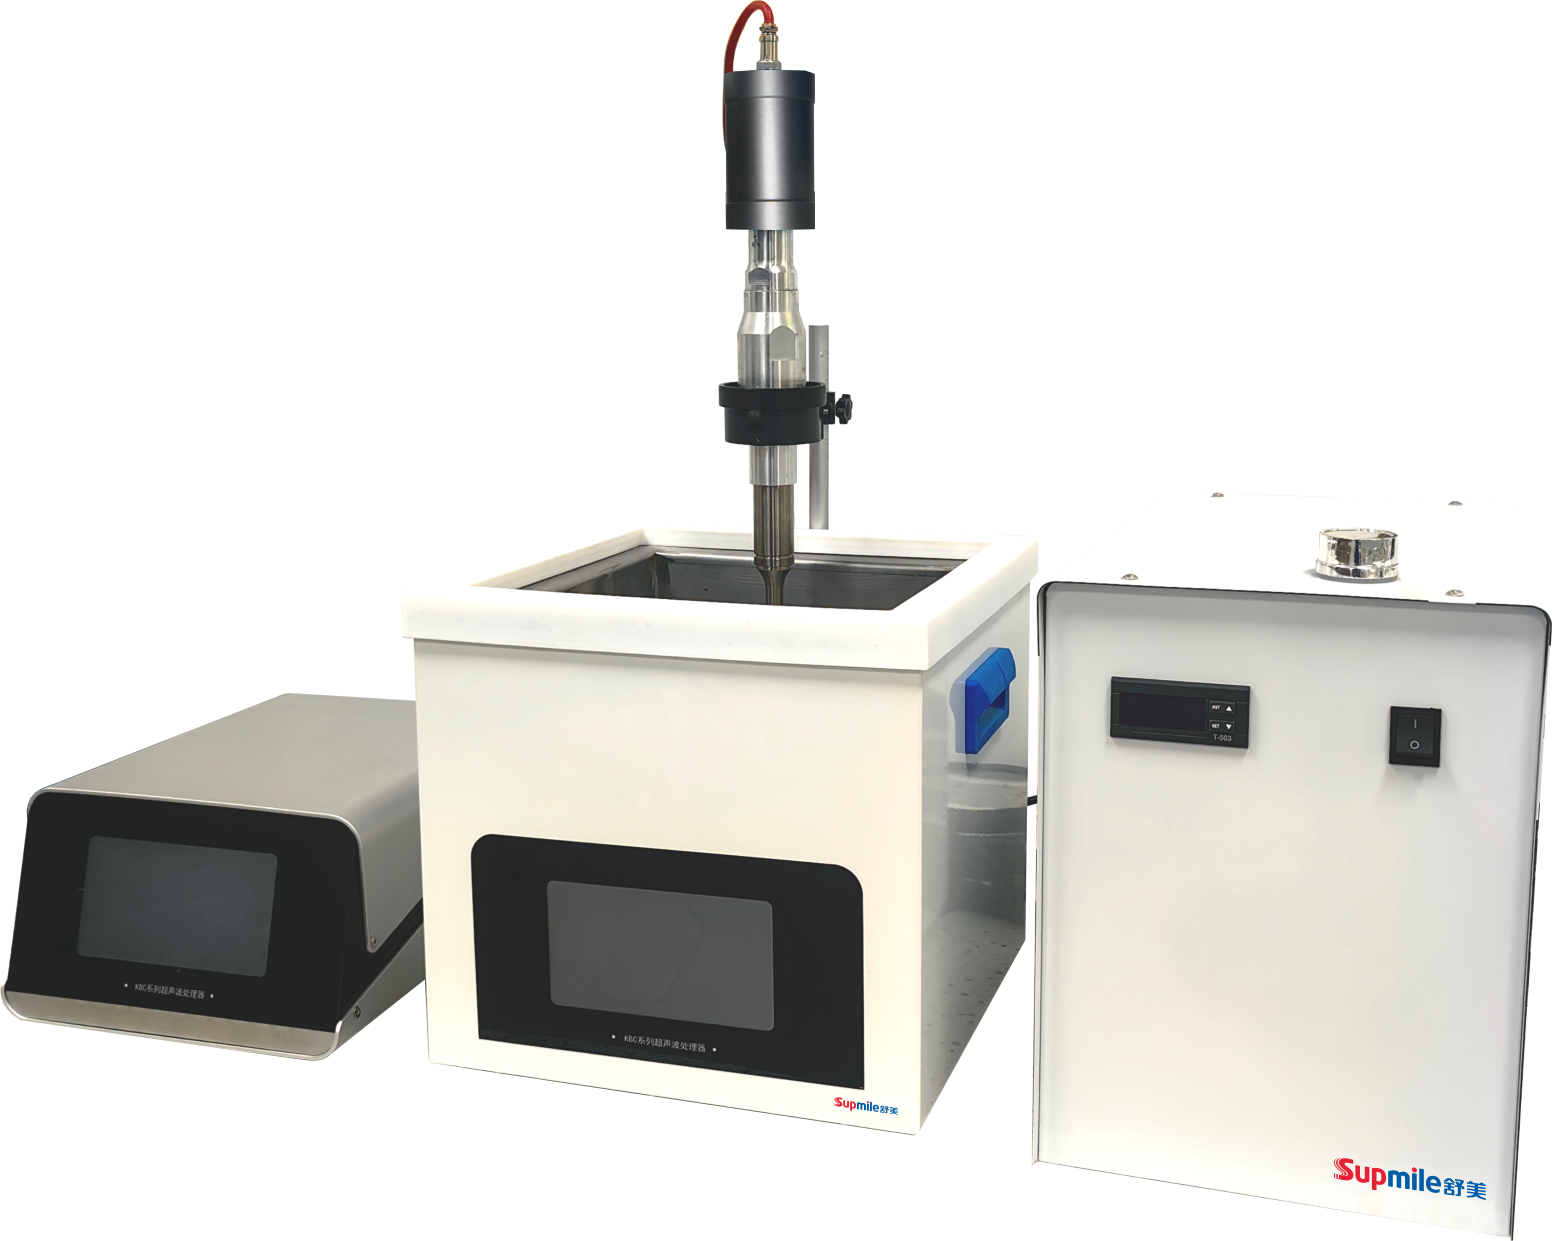 RST ▲
SET ▼
T-503
I
O
• KBC系列超声波处理器 •
• KBC系列超声波处理器 •
Supmile舒美
Supmile舒美